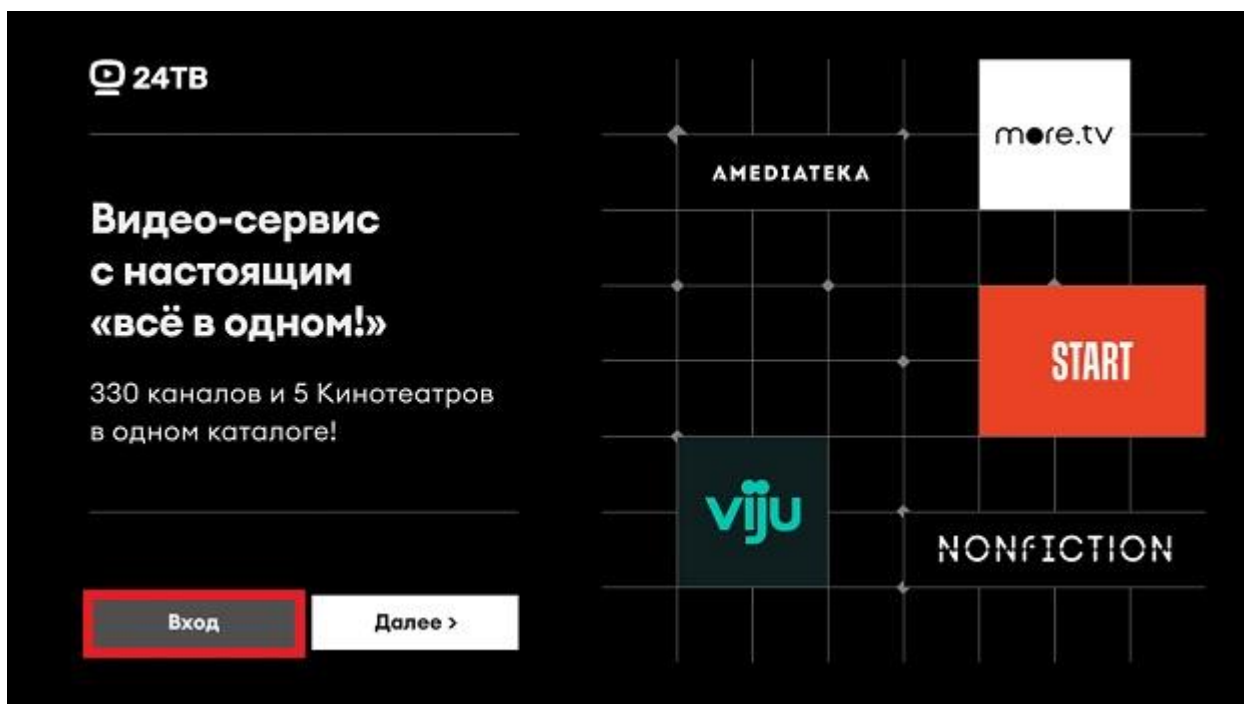 24ТВ
Видео-сервис
с настоящим
«всё в одном!»
330 каналов и 5 Кинотеатров
в одном каталоге!
Вход
Далее >
more.tv
AMEDIATEKA
START
viju
NONFICTION